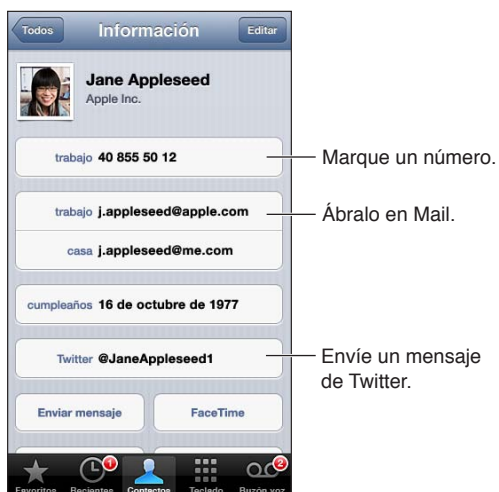 Todos
Información
Editar
Jane Appleseed
Apple Inc.
trabajo 40 855 50 12
Marque un número.
trabajo j.appleseed@apple.com
Ábralo en Mail.
casa j.appleseed@me.com
cumpleaños 16 de octubre de 1977
Twitter @JaneAppleseed1
Envíe un mensaje
de Twitter.
Enviar mensaje
FaceTime
1
2
Favoritos
Recientes
Contactos
Teclado
Buzón voz